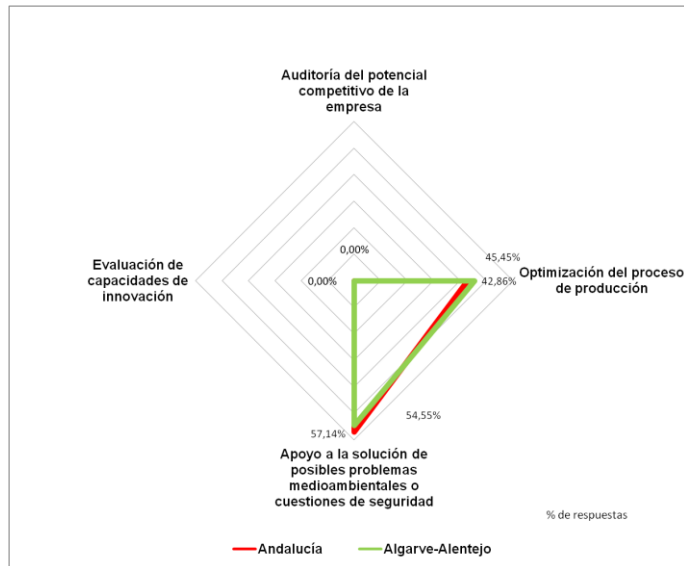 Auditoría del potencial
competitivo de la
empresa
0,00%
45,45%
Evaluación de
capacidades de
innovación
0,00%
42,86%
Optimización del proceso
de producción
54,55%
57,14%
Apoyo a la solución de
posibles problemas
medioambientales o
cuestiones de seguridad
% de respuestas
Andalucía
Algarve-Alentejo